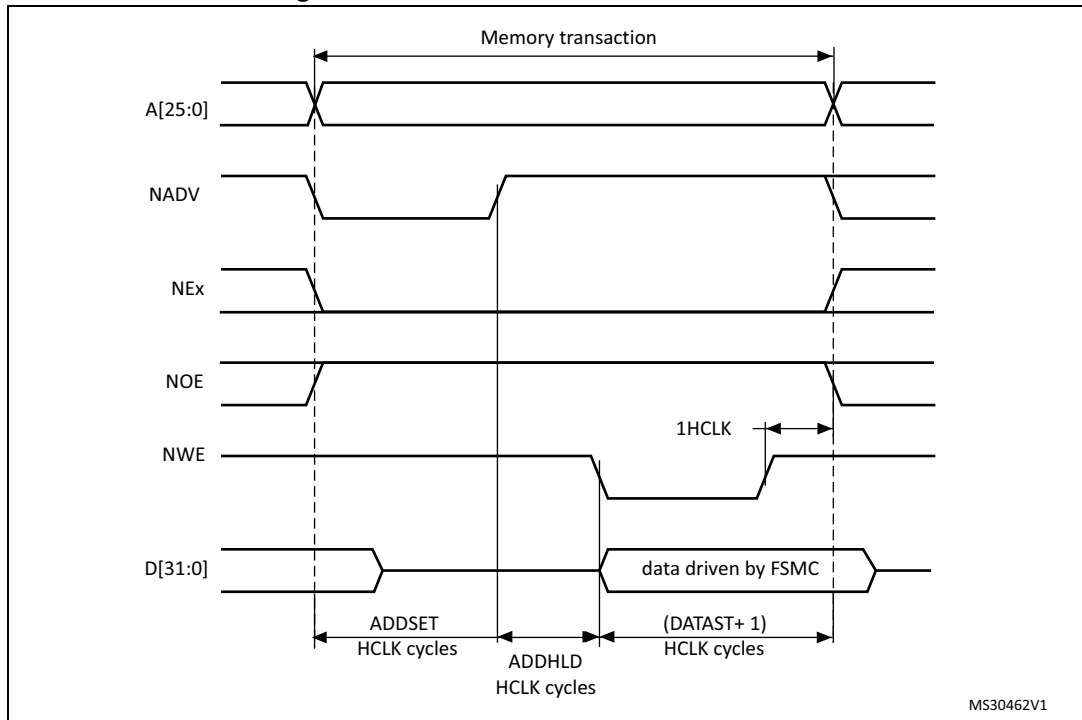 Memory transaction
A[25:0]
NADV
NEx
NOE
1HCLK
NWE
D[31:0]
data driven by FSMC
ADDSET
HCLK cycles
ADDHLD
HCLK cycles
(DATAST+ 1)
HCLK cycles
MS30462V1